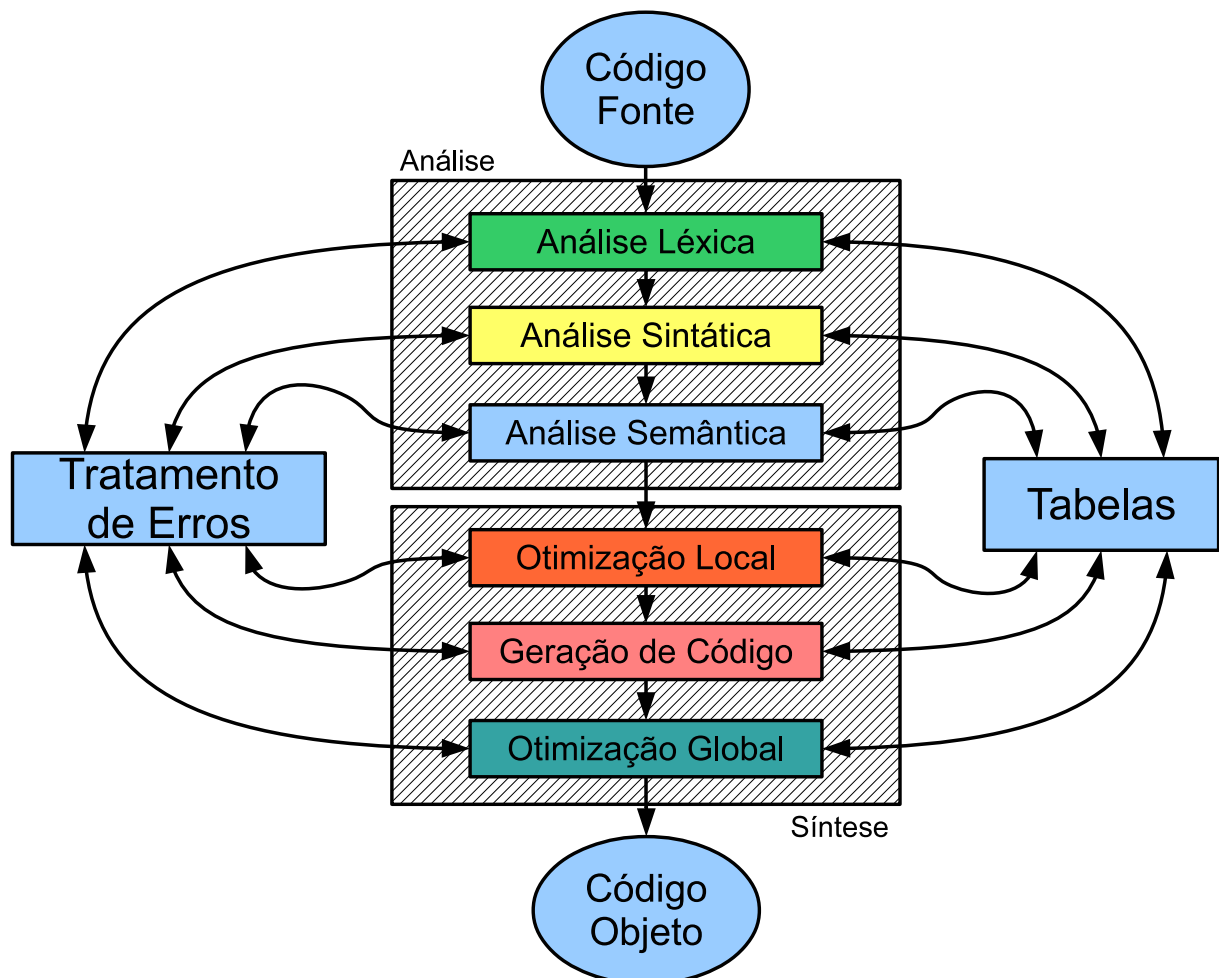 Código
Fonte
Análise
Análise Léxica
Análise Sintática
Análise Semântica
Tratamento
de Erros
Tabelas
Otimização Local
Geração de Código
Otimização Global
Síntese
Código
Objeto